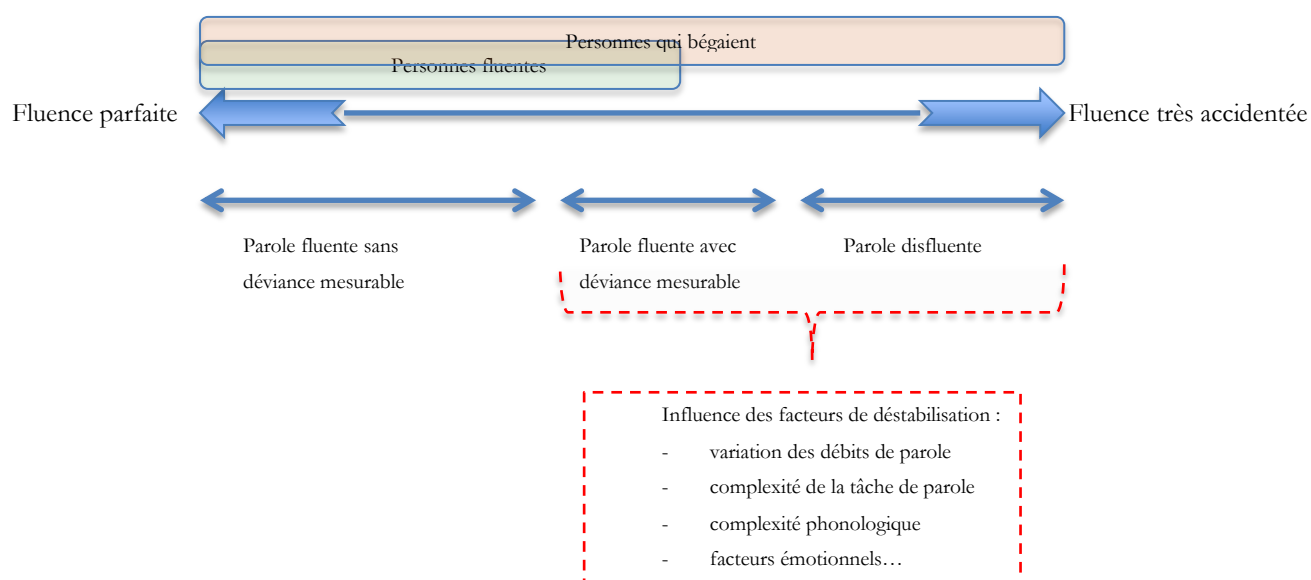 Personnes qui bégaient
Personnes fluentes
Fluence parfaite
Fluence très accidentée
Parole fluente sans
déviance mesurable
Parole fluente avec
déviance mesurable
Parole disfluente
Influence des facteurs de déstabilisation :
- variation des débits de parole
- complexité de la tâche de parole
- complexité phonologique
- facteurs émotionnels…